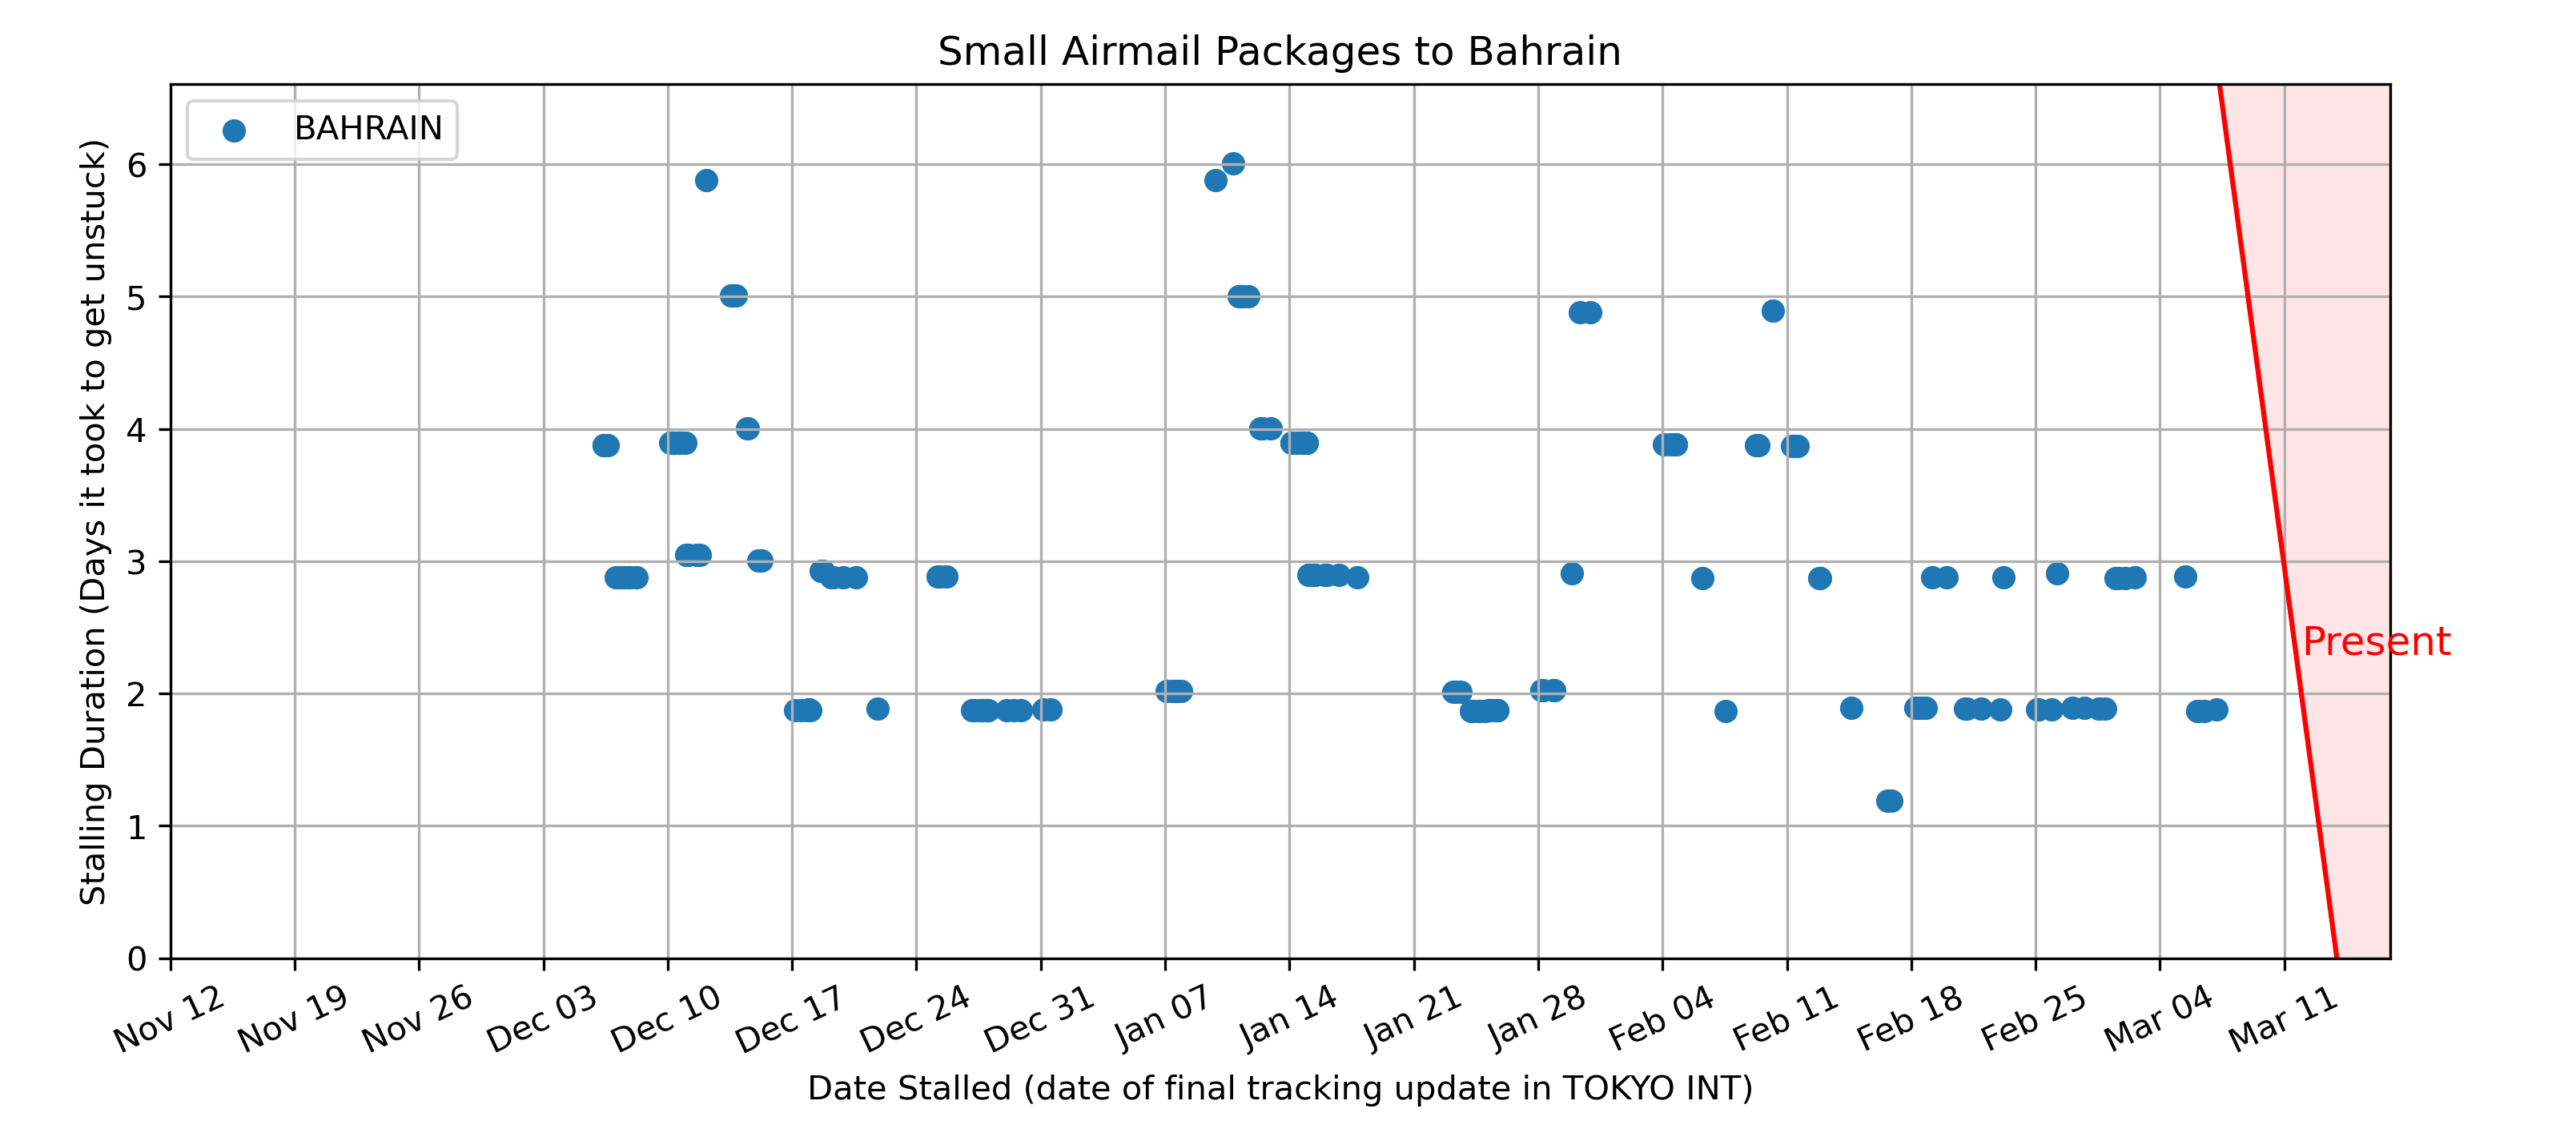 Small Airmail Packages to Bahrain
BAHRAIN
Stalling Duration (Days it took to get unstuck)
6
5
4
3
2
1
0
Present
Nov 12 Nov 19 Nov 26 Dec 03 Dec 10 Dec 17 Dec 24 Dec 31 Jan 07 Jan 14 Jan 21 Jan 28 Feb 04 Feb 11 Feb 18 Feb 25 Mar 04 Mar 11
Date Stalled (date of final tracking update in TOKYO INT)